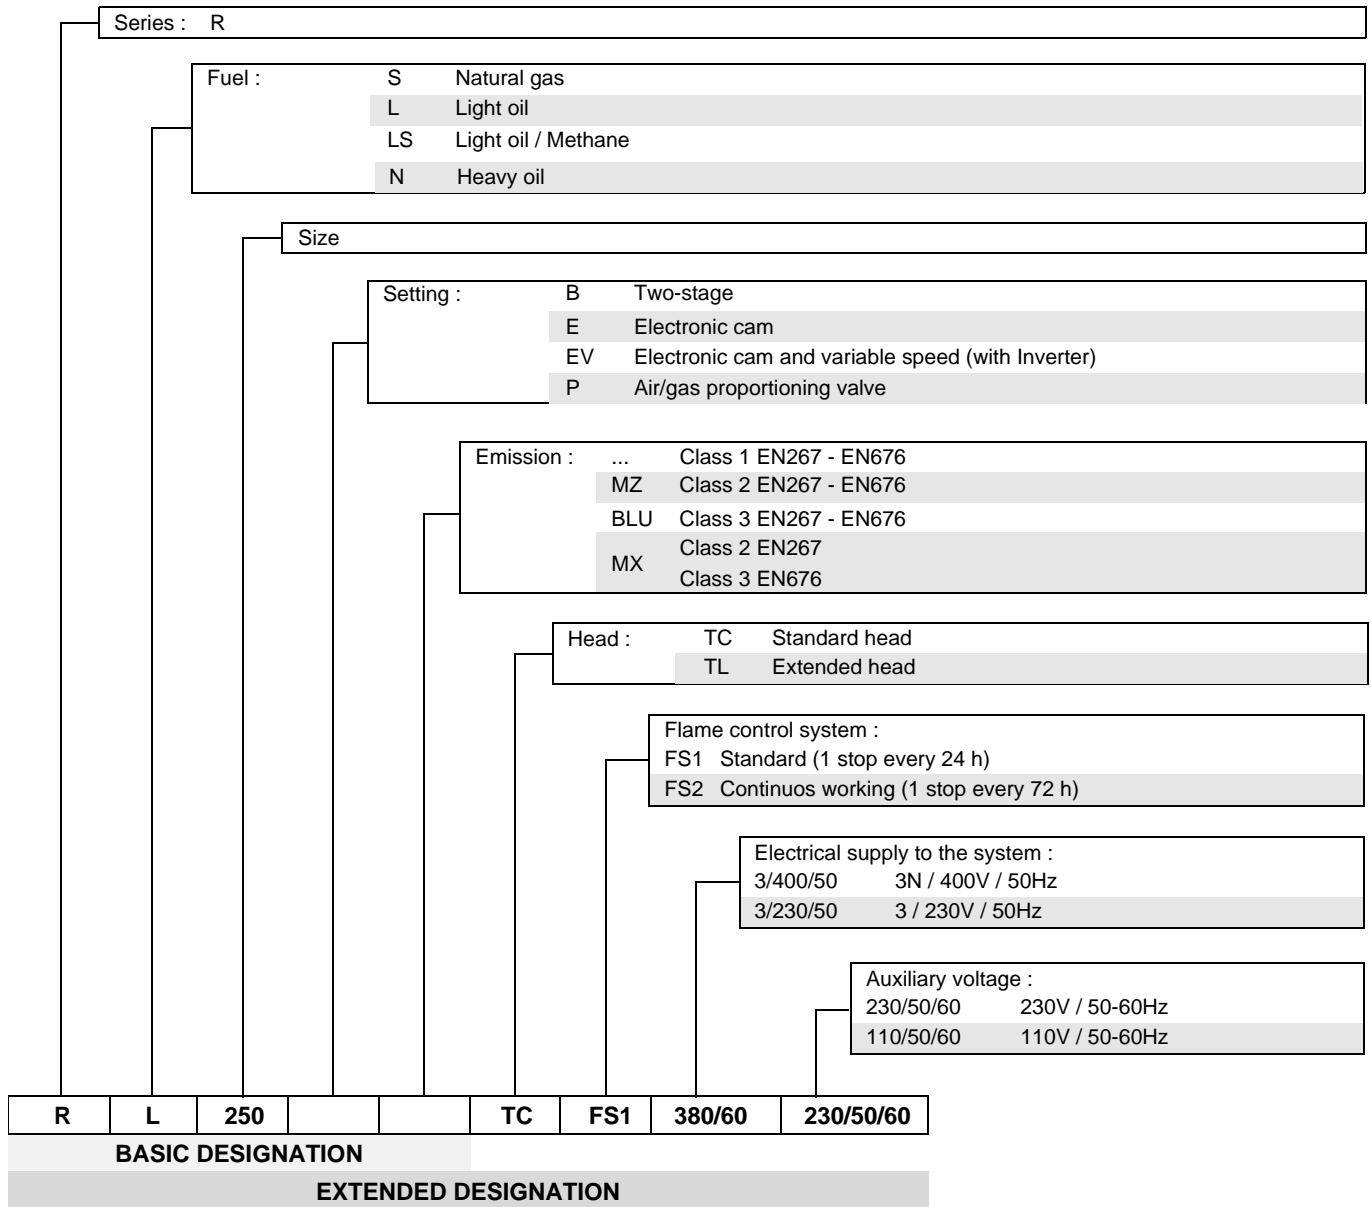 Series : R
Fuel : S Natural gas
L Light oil
LS Light oil / Methane
N Heavy oil
Size
Setting : B Two-stage
E Electronic cam
EV Electronic cam and variable speed (with Inverter)
P Air/gas proportioning valve
Emission : ... Class 1 EN267 - EN676
MZ Class 2 EN267 - EN676
BLU Class 3 EN267 - EN676
MX Class 2 EN267
Class 3 EN676
Head : TC Standard head
TL Extended head
Flame control system :
FS1 Standard (1 stop every 24 h)
FS2 Continuos working (1 stop every 72 h)
Electrical supply to the system :
3/400/50 3N / 400V / 50Hz
3/230/50 3 / 230V / 50Hz
Auxiliary voltage :
230/50/60 230V / 50-60Hz
110/50/60 110V / 50-60Hz
R L 250 TC FS1 380/60 230/50/60
BASIC DESIGNATION
EXTENDED DESIGNATION